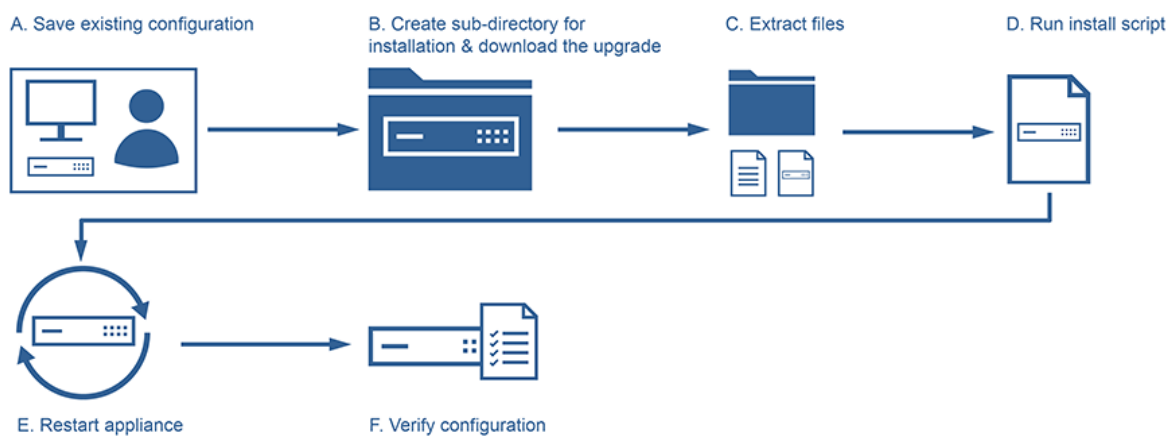 A. Save existing configuration
B. Create sub-directory for
installation & download the upgrade
C. Extract files
D. Run install script
E. Restart appliance
F. Verify configuration